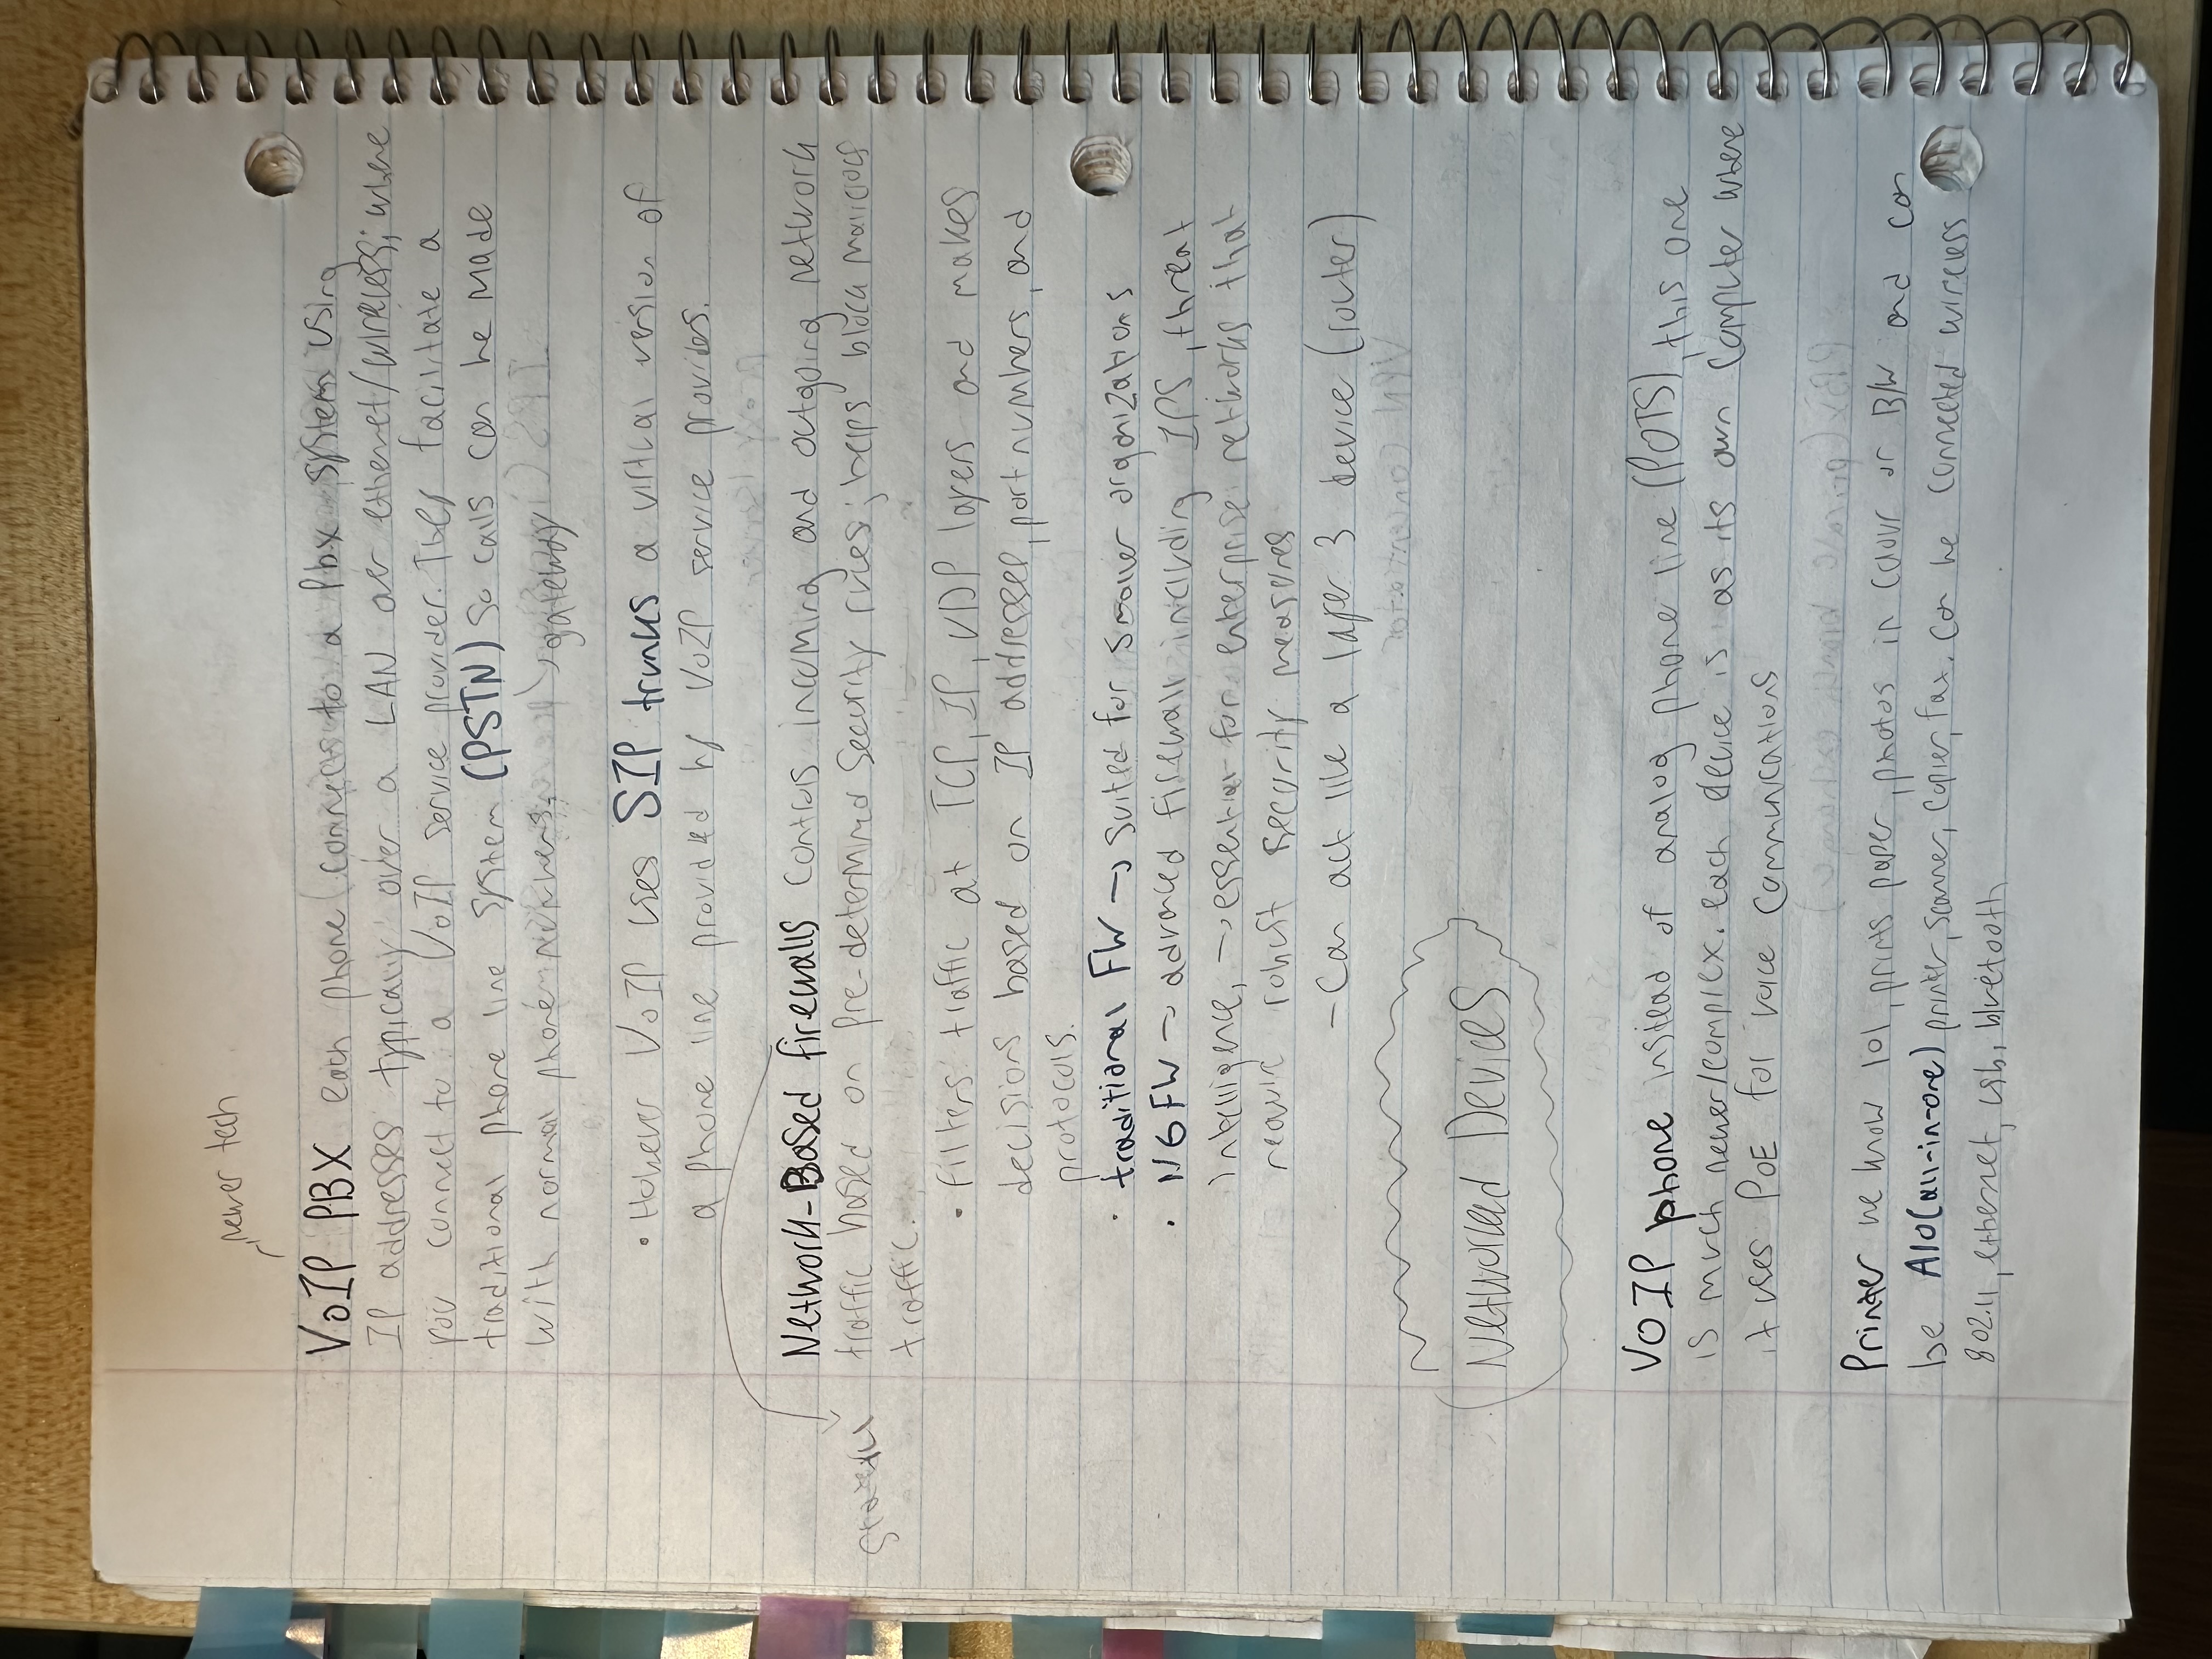 newer tech
VoIP PBX each phone connects to a Pbx system using
IP addresses typically over a LAN over ethernet/wireless; where
you connect to a VoIP service provider. They facilitate a
traditional phone line system (PSTN) so calls can be made
with normal phone numbers.
gateway
• However VoIP uses SIP trunks a virtual version of
a phone line provided by VoIP service providers.
Network-Based firewalls controls incoming and outgoing network
stateful
traffic based on pre-determined security rules; helps block malicious
traffic.
• filters traffic at TCP, IP, UDP layers and makes
decisions based on IP addresses, port numbers, and
protocols.
• traditional FW → suited for smaller organizations
• NGFW → advanced firewall including IPS, threat
intelligence, → essential for enterprise networks that
require robust security measures
- Can act like a layer 3 device (router)
Networked Devices
VOIP phone instead of analog phone line (POTS), this one
is much newer/complex. each device is as its own computer where
it uses PoE for voice communications
Printer we know lol, prints paper, photos in colour or B/W and can
be AIO(all-in-one) printer, scanner, copier, fax. can be connected wireless
802.11, ethernet, usb, bluetooth